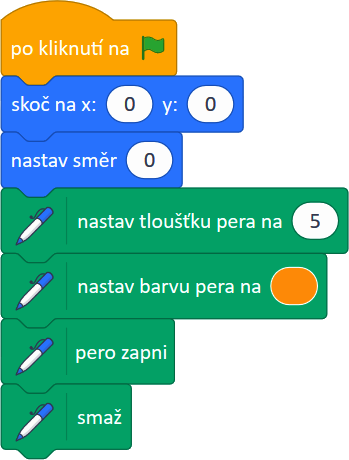 po kliknutí na
skoč na x: 0 y: 0
nastav směr 0
nastav tloušťku pera na 5
nastav barvu pera na
pero zapni
smaž